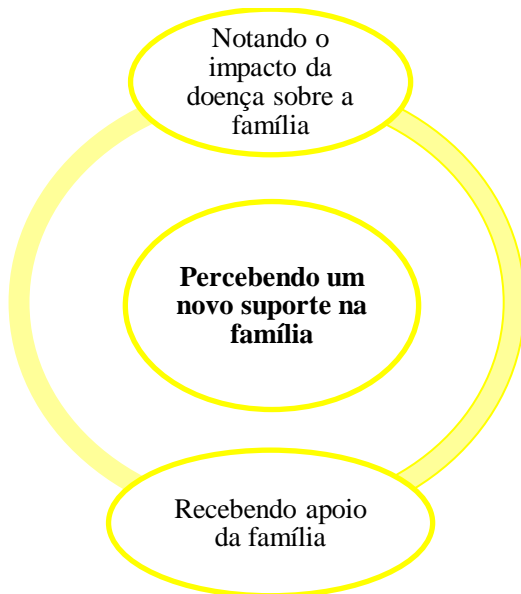 Notando o
impacto da
doença sobre a
família
Percebendo um
novo suporte na
família
Recebendo apoio
da família